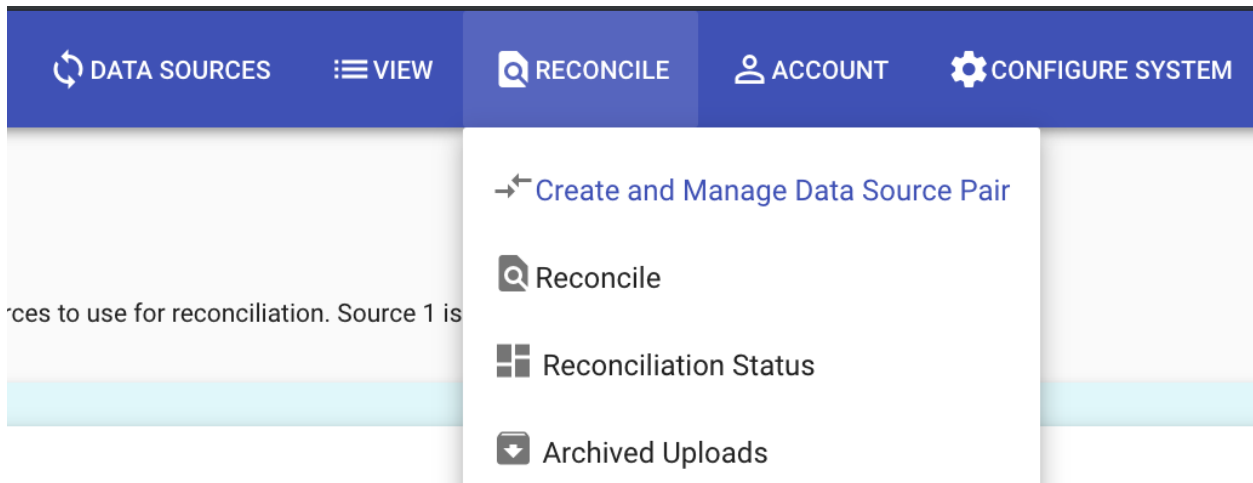 DATA SOURCES VIEW RECONCILE ACCOUNT CONFIGURE SYSTEM
Create and Manage Data Source Pair
Reconcile
to use for reconciliation. Source 1 is
Reconciliation Status
Archived Uploads